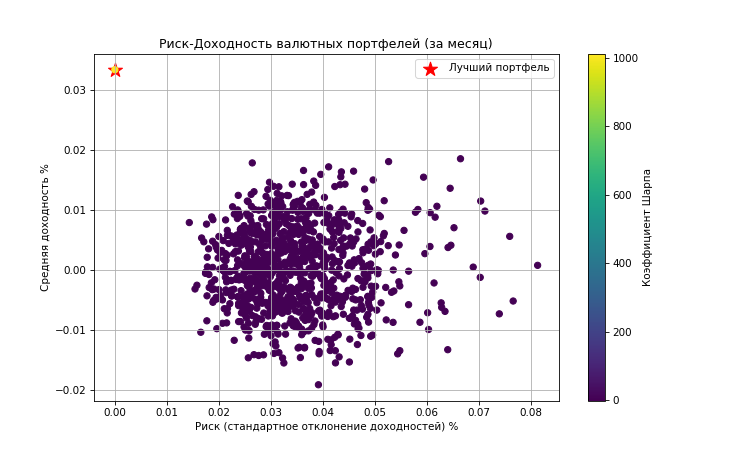 Риск-Доходность валютных портфелей (за месяц)
Лучший портфель
Средняя доходность %
0.03
0.02
0.01
0.00
−0.01
−0.02
0.00 0.01 0.02 0.03 0.04 0.05 0.06 0.07 0.08
Риск (стандартное отклонение доходностей) %
1000
800
600
400
200
0
Коэффициент Шарпа